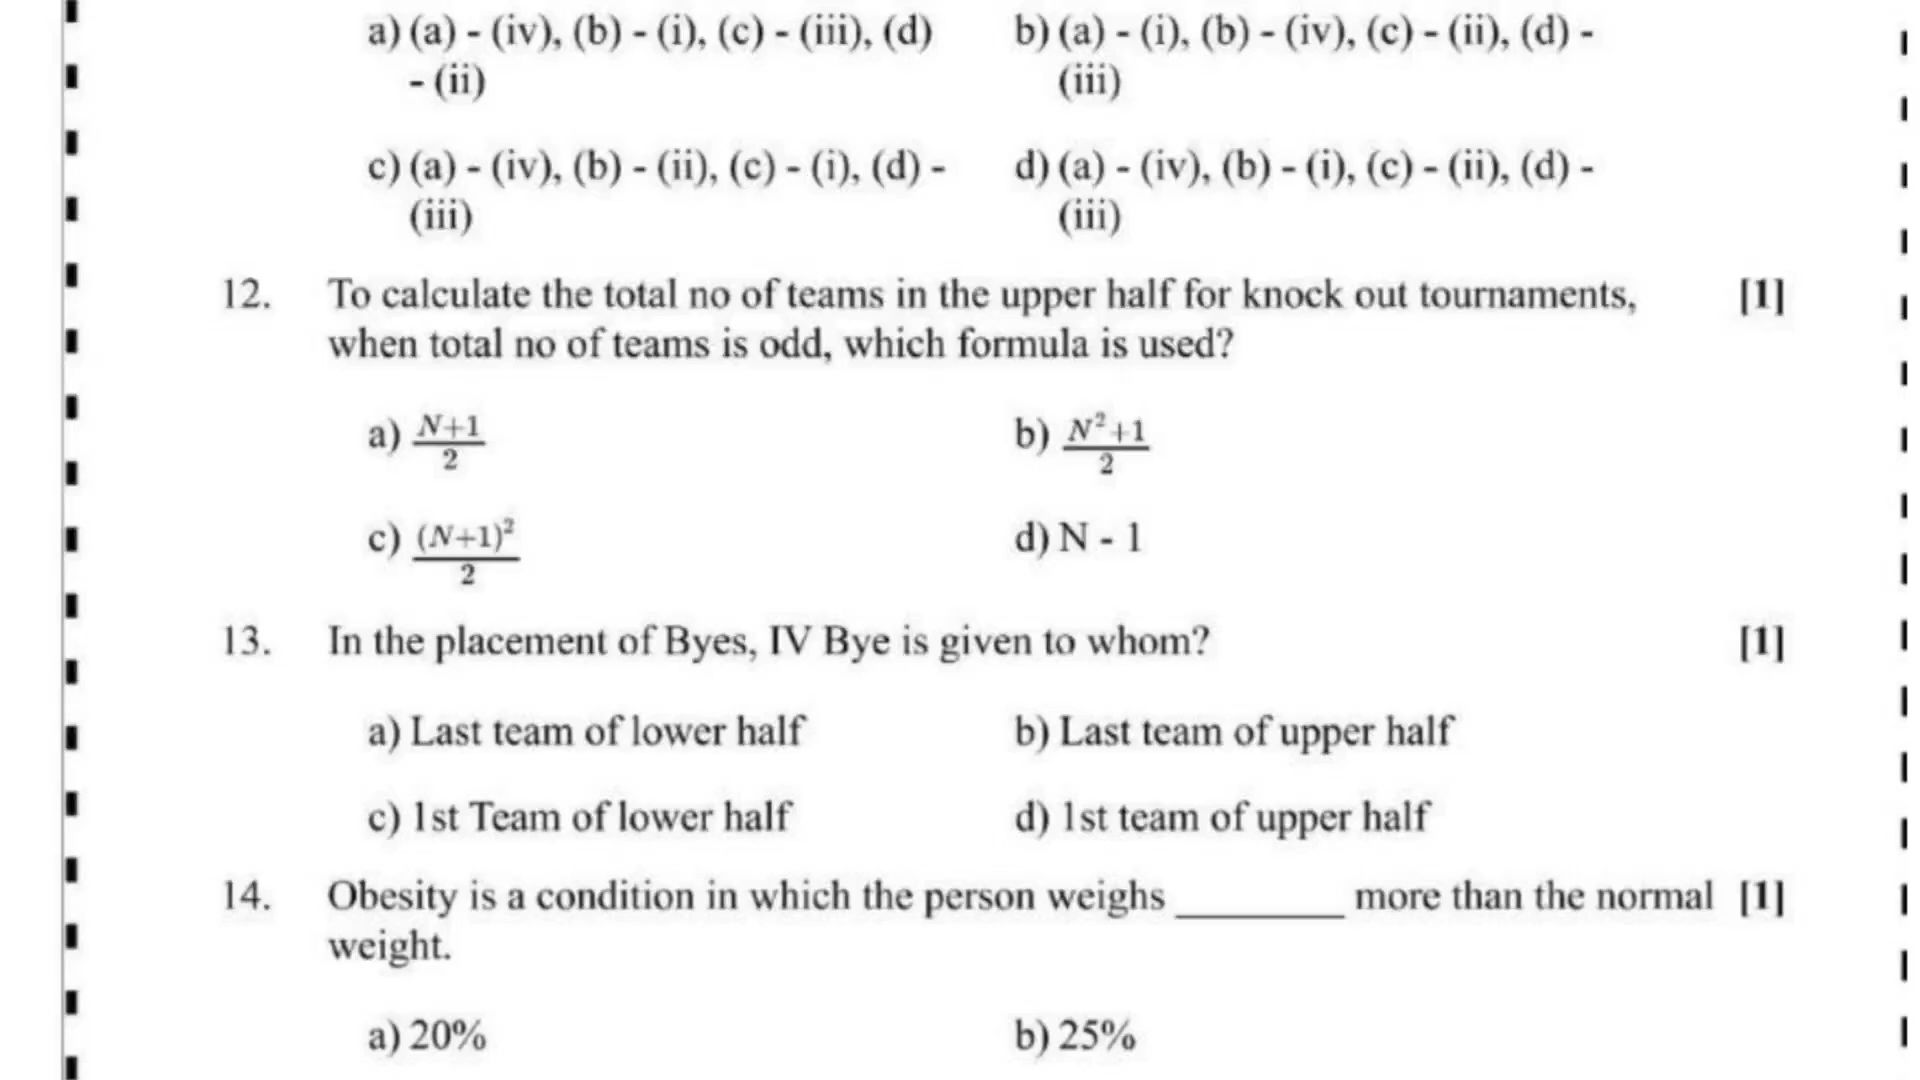 a) (a) - (iv), (b) - (i), (c) - (iii), (d)
- (ii)
b) (a) - (i), (b) - (iv), (c) - (ii), (d) -
(iii)
c) (a) - (iv), (b) - (ii), (c) - (i), (d) -
(iii)
d) (a) - (iv), (b) - (i), (c) - (ii), (d) -
(iii)
12. To calculate the total no of teams in the upper half for knock out tournaments, [1]
when total no of teams is odd, which formula is used?
a) (N+1)/2
b) (N²+1)/2
c) (N+1)²/2
d) N - 1
13. In the placement of Byes, IV Bye is given to whom? [1]
a) Last team of lower half
b) Last team of upper half
c) 1st Team of lower half
d) 1st team of upper half
14. Obesity is a condition in which the person weighs ________ more than the normal [1]
weight.
a) 20%
b) 25%